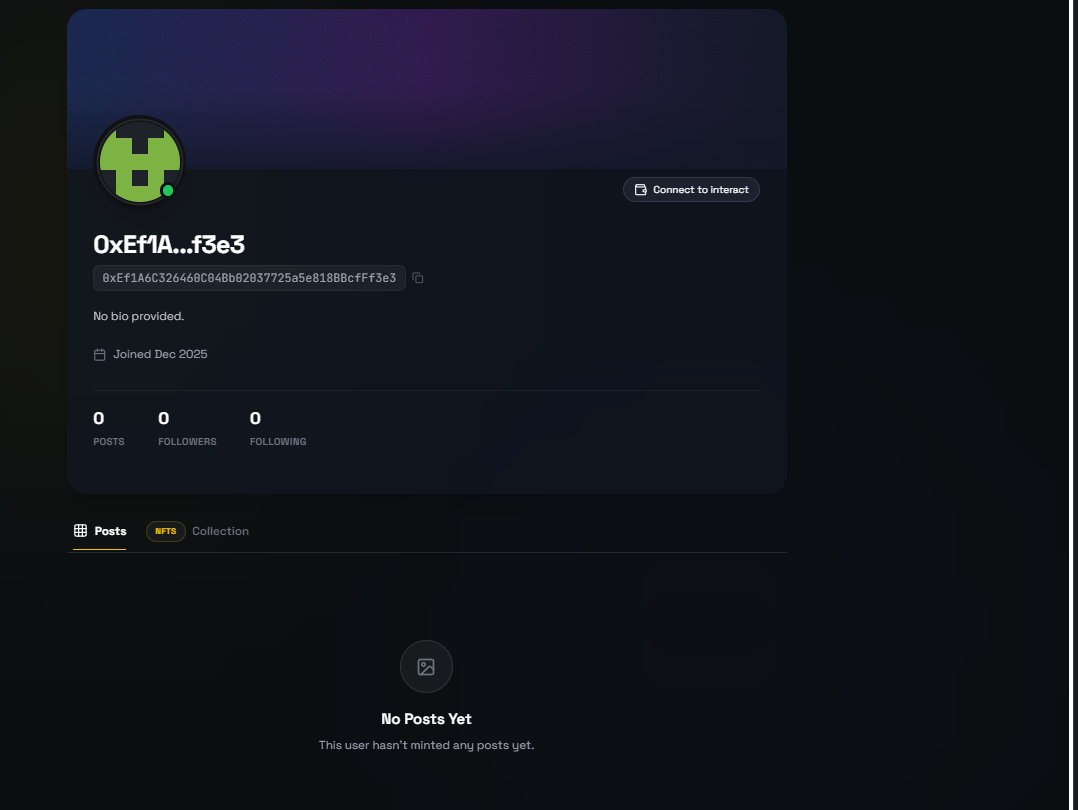 Connect to interact
0xEf1A...f3e3
0xEf1A6C326460C04Bb02037725a5e818BBcfFf3e3
No bio provided.
Joined Dec 2025
0 0 0
POSTS FOLLOWERS FOLLOWING
Posts NFTS Collection
No Posts Yet
This user hasn't minted any posts yet.